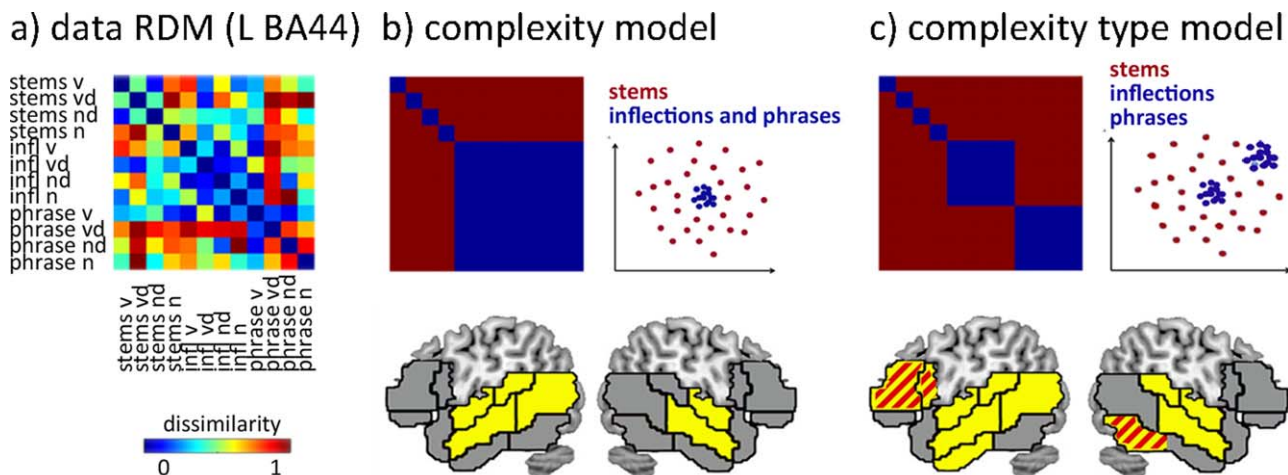 a) data RDM (L BA44)
b) complexity model
c) complexity type model
stems v
stems vd
stems nd
stems n
infl v
infl vd
infl nd
infl n
phrase v
phrase vd
phrase nd
phrase n
stems v
stems vd
stems nd
stems n
infl v
infl vd
infl nd
infl n
phrase v
phrase vd
phrase nd
phrase n
dissimilarity
0 1
stems
inflections and phrases
stems
inflections
phrases